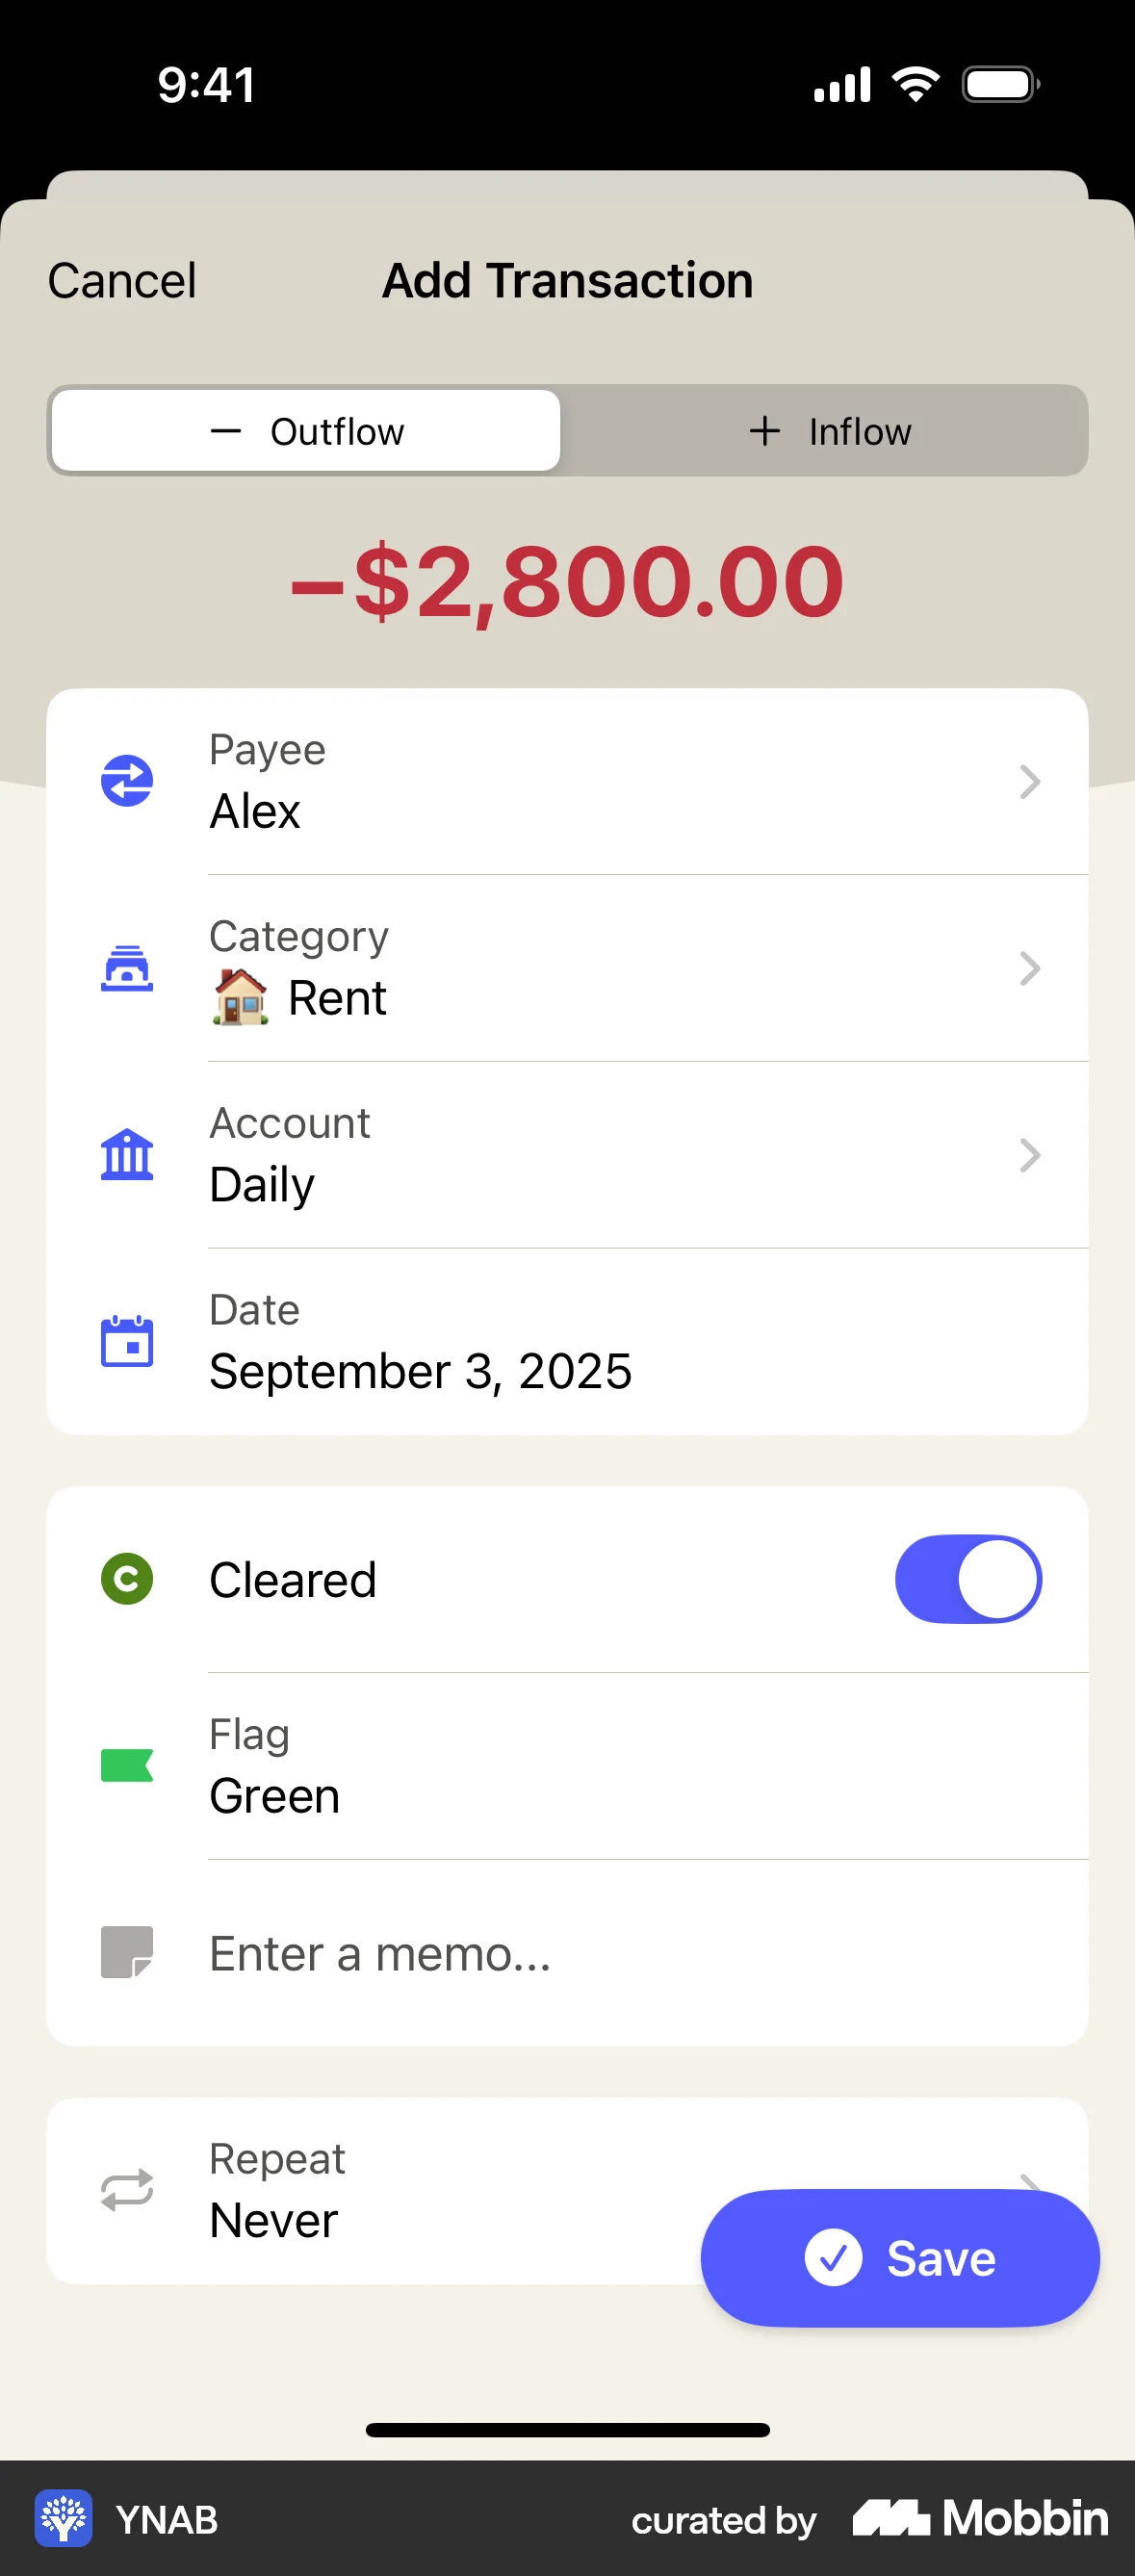 9:41
Cancel
Add Transaction
− Outflow
+ Inflow
−$2,800.00
Payee
Alex
Category
🏠 Rent
Account
Daily
Date
September 3, 2025
C
Cleared
Flag
Green
Enter a memo...
Repeat
Never
Save
YNAB
curated by Mobbin